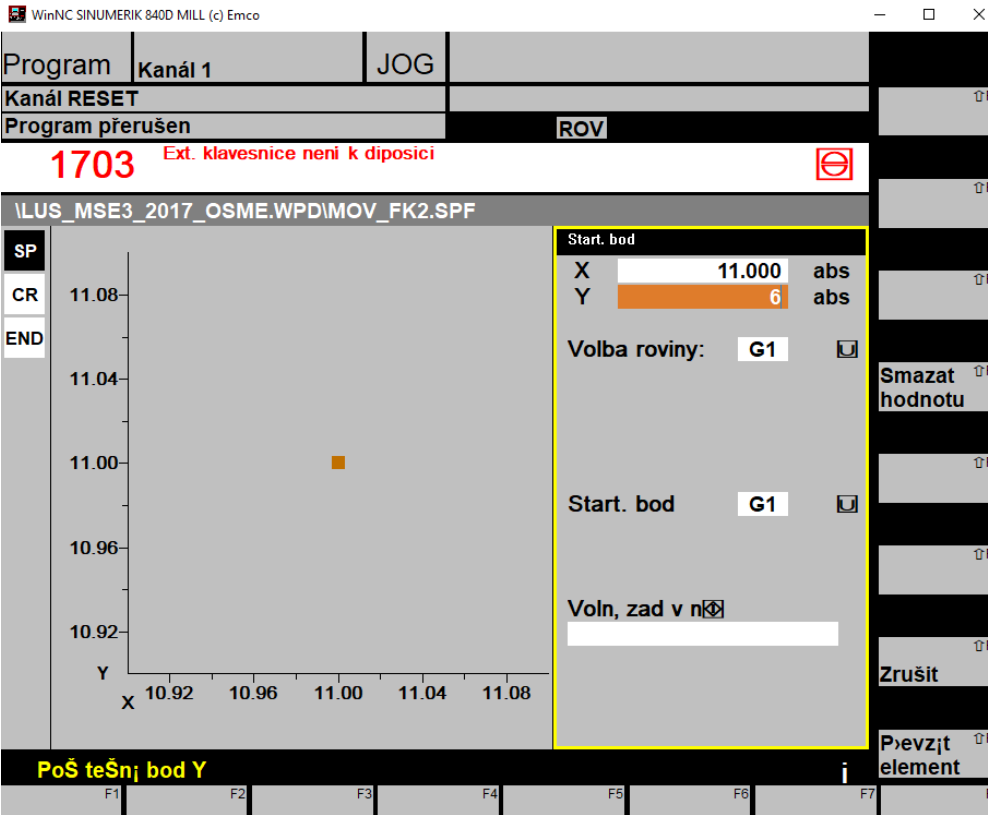 WinNC SINUMERIK 840D MILL (c) Emco
Program
Kanál 1
JOG
Kanál RESET
Program přerušen
ROV
1703
Ext. klavesnice neni k diposici
\LUS_MSE3_2017_OSME.WPD\MOV_FK2.SPF
SP
CR
END
11.08
11.04
11.00
10.96
10.92
Y
X
10.92 10.96 11.00 11.04 11.08
Start. bod
X 11.000 abs
Y 6 abs
Volba roviny: G1
Start. bod G1
Voln, zad v n
Smazat
hodnotu
Zrušit
P›evz¡t
element
PoŠ teŠn¡ bod Y
i
F1 F2 F3 F4 F5 F6 F7